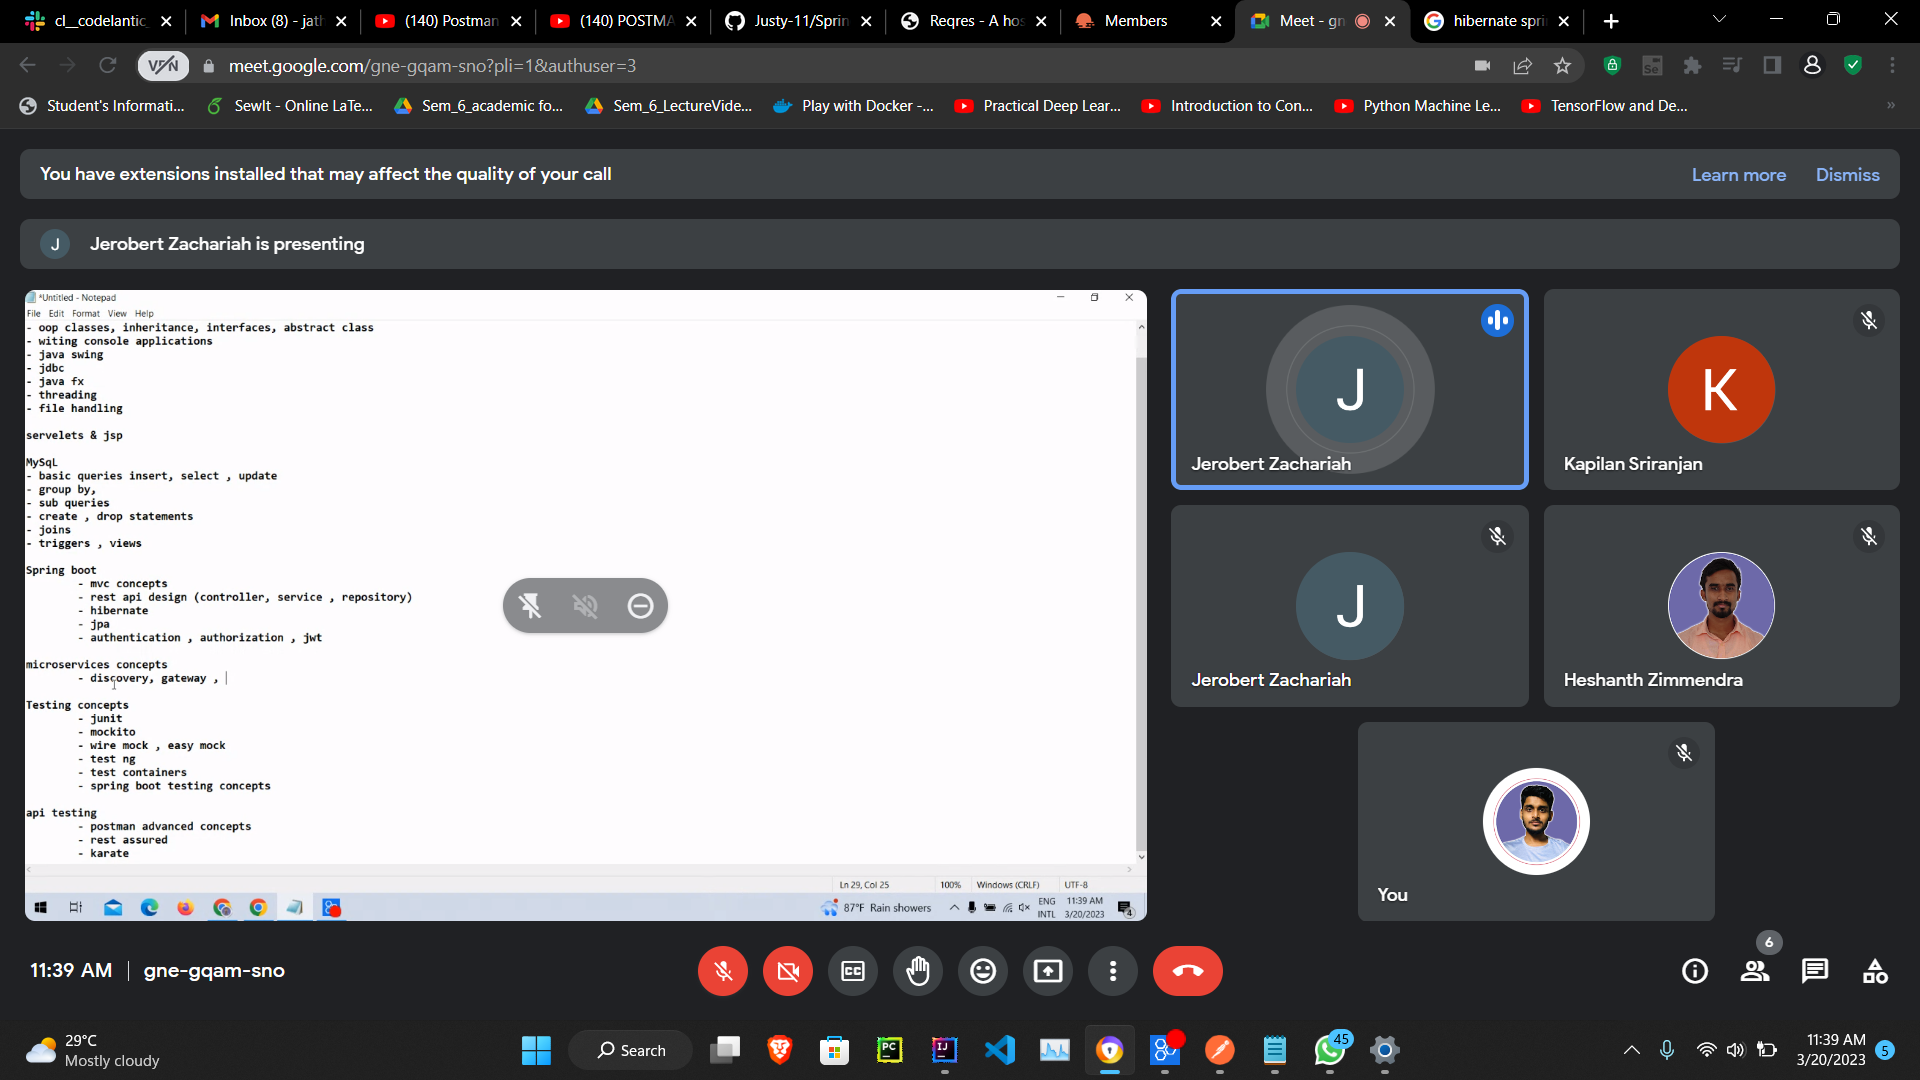 cl__codelantic
Inbox (8) - jath
(140) Postman
(140) POSTMA
Justy-11/Sprin
Reqres - A hos
Members
Meet - gn
hibernate spri
VPN
meet.google.com/gne-gqam-sno?pli=1&authuser=3
Student's Informati...
SewIt - Online LaTe...
Sem_6_academic fo...
Sem_6_LectureVide...
Play with Docker -...
Practical Deep Lear...
Introduction to Con...
Python Machine Le...
TensorFlow and De...
You have extensions installed that may affect the quality of your call
Learn more
Dismiss
J
Jerobert Zachariah is presenting
*Untitled - Notepad
File Edit Format View Help
- oop classes, inheritance, interfaces, abstract class
- witing console applications
- java swing
- jdbc
- java fx
- threading
- file handling
servelets & jsp
MySqL
- basic queries insert, select , update
- group by,
- sub queries
- create , drop statements
- joins
- triggers , views
Spring boot
- mvc concepts
- rest api design (controller, service , repository)
- hibernate
- jpa
- authentication , authorization , jwt
microservices concepts
- discovery, gateway ,
Testing concepts
- junit
- mockito
- wire mock , easy mock
- test ng
- test containers
- spring boot testing concepts
api testing
- postman advanced concepts
- rest assured
- karate
Ln 29, Col 25
100%
Windows (CRLF)
UTF-8
87°F Rain showers
ENG
INTL
11:39 AM
3/20/2023
4
J
Jerobert Zachariah
K
Kapilan Sriranjan
J
Jerobert Zachariah
Heshanth Zimmendra
You
11:39 AM | gne-gqam-sno
CC
6
29°C
Mostly cloudy
Search
PC
IJ
45
11:39 AM
3/20/2023
5